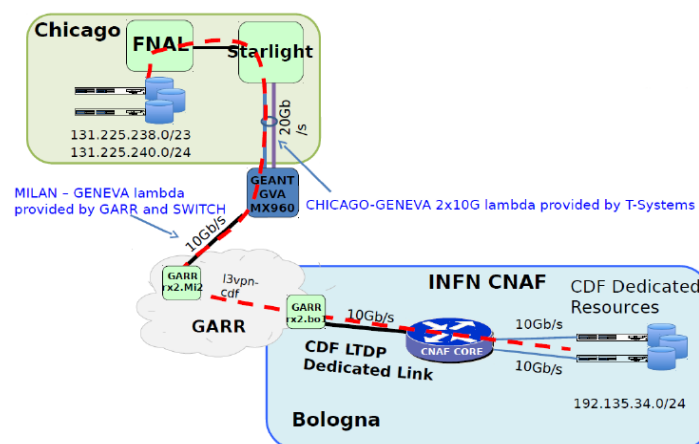 Chicago
FNAL
Starlight
20Gb
/s
131.225.238.0/23
131.225.240.0/24
GEANT
GVA
MX960
MILAN – GENEVA lambda
provided by GARR and SWITCH
CHICAGO-GENEVA 2x10G lambda provided by T-Systems
10Gb/s
GARR
rx2.Mi2
l3vpn-
cdf
GARR
GARR
rx2.bo1
INFN CNAF
CDF Dedicated
Resources
10Gb/s
10Gb/s
CNAF CORE
10Gb/s
CDF LTDP
Dedicated Link
192.135.34.0/24
Bologna